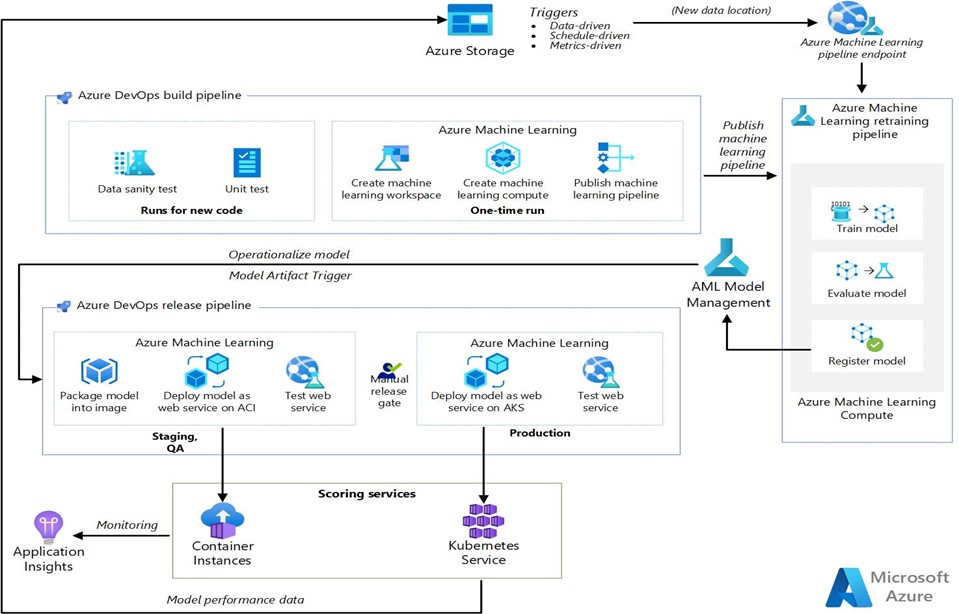 Triggers
• Data-driven
• Schedule-driven
• Metrics-driven
(New data location)
Azure Storage
Azure Machine Learning
pipeline endpoint
Azure DevOps build pipeline
Data sanity test
Unit test
Runs for new code
Azure Machine Learning
Create machine
learning workspace
Create machine
learning compute
Publish machine
learning pipeline
One-time run
Publish
machine
learning
pipeline
Azure Machine
Learning retraining
pipeline
10101
Train model
Evaluate model
Register model
Azure Machine Learning
Compute
Operationalize model
Model Artifact Trigger
AML Model
Management
Azure DevOps release pipeline
Azure Machine Learning
Package model
into image
Deploy model as
web service on ACI
Test web
service
Staging,
QA
Manual
release
gate
Azure Machine Learning
Deploy model as web
service on AKS
Test web
service
Production
Scoring services
Container
Instances
Kubernetes
Service
Monitoring
Application
Insights
Model performance data
Microsoft
Azure